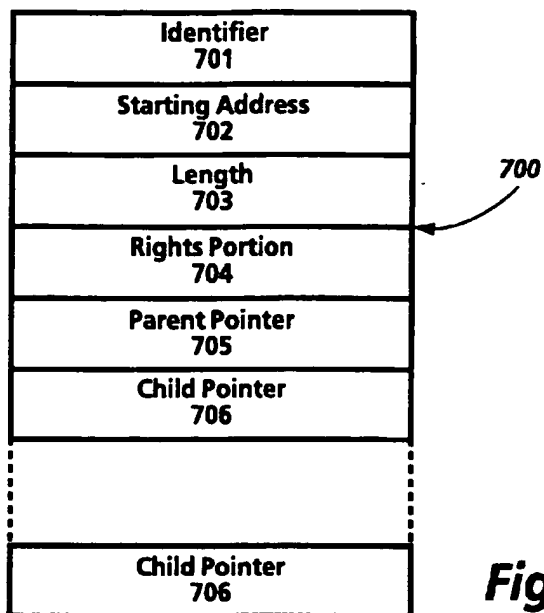 Identifier
701
Starting Address
702
Length
703
700
Rights Portion
704
Parent Pointer
705
Child Pointer
706
Child Pointer
706
Fig